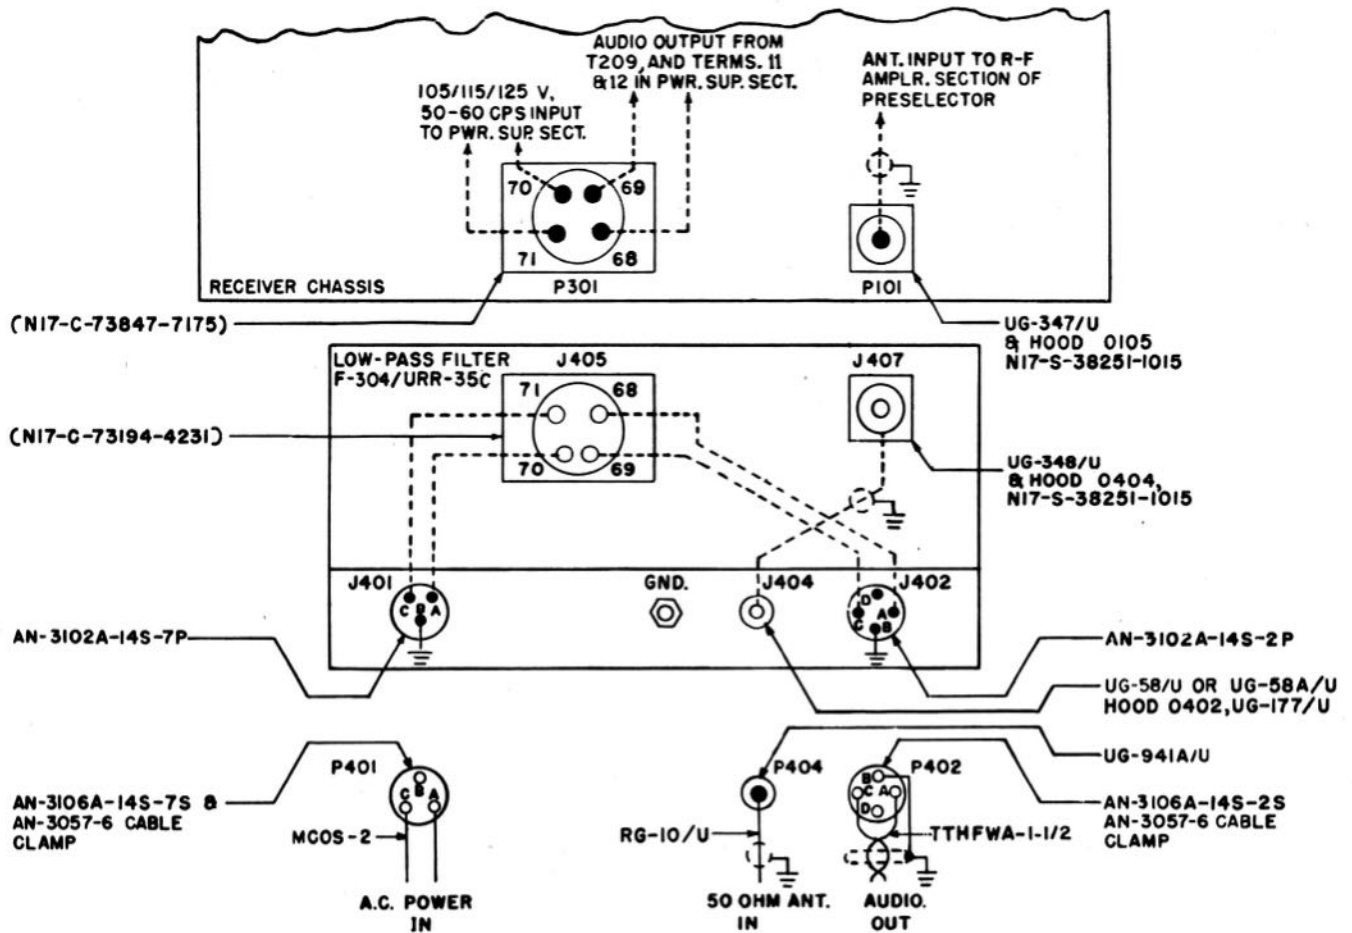 AUDIO OUTPUT FROM
T209, AND TERMS. 11
& 12 IN PWR. SUP. SECT.
ANT. INPUT TO R-F
AMPLR. SECTION OF
PRESELECTOR
105/115/125 V,
50-60 CPS INPUT
TO PWR. SUP. SECT.
70
69
71
68
RECEIVER CHASSIS
P301
P101
(N17-C-73847-7175)
UG-347/U
& HOOD 0105
N17-S-38251-1015
LOW-PASS FILTER
F-304/URR-35C
J405
J407
71
68
(N17-C-73194-4231)
70
69
UG-348/U
& HOOD 0404,
N17-S-38251-1015
J401
GND.
J404
J402
C B A
D
C A
B
AN-3102A-14S-7P
AN-3102A-14S-2P
UG-58/U OR UG-58A/U
HOOD 0402, UG-177/U
P401
P404
P402
UG-941A/U
C B A
B
C A
D
AN-3106A-14S-7S &
AN-3057-6 CABLE
CLAMP
MCOS-2
RG-10/U
TTHFWA-1-1/2
AN-3106A-14S-2S
AN-3057-6 CABLE
CLAMP
A.C. POWER
IN
50 OHM ANT.
IN
AUDIO.
OUT